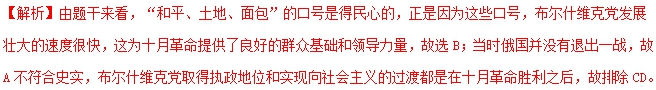 【解析】由题干来看，“和平、土地、面包”的口号是得民心的，正是因为这些口号，布尔什维克党发展
壮大的速度很快，这为十月革命提供了良好的群众基础和领导力量，故选 B；当时俄国并没有退出一战，故
A 不符合史实，布尔什维克党取得执政地位和实现向社会主义的过渡都是在十月革命胜利之后，故排除 CD。